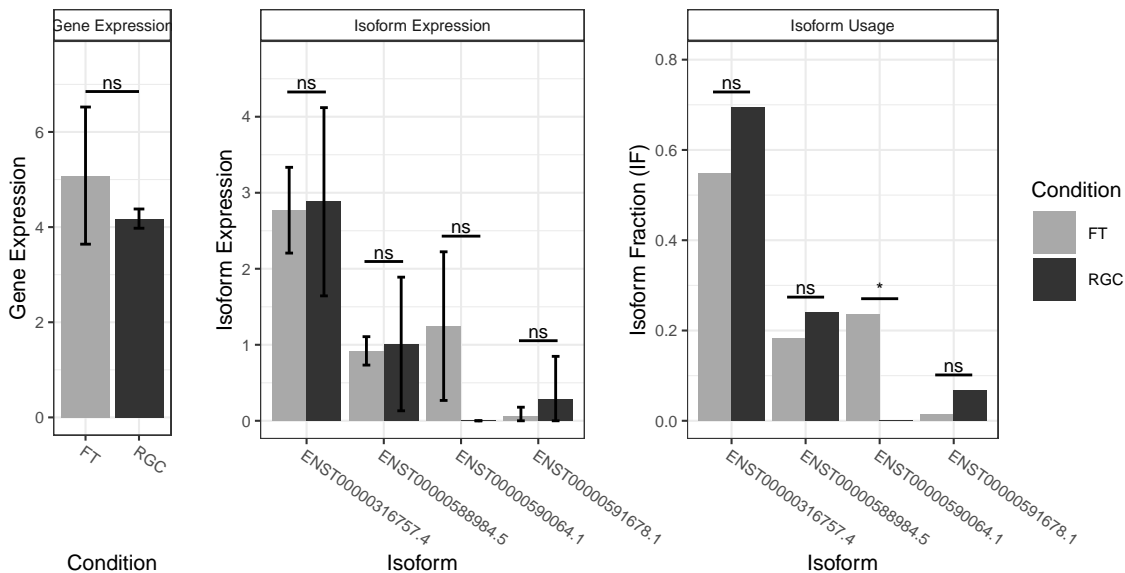 Gene Expression
Isoform Expression
Isoform Usage
Gene Expression
6
4
2
0
ns
FT
RGC
Condition
Isoform Expression
4
3
2
1
0
ns
ns
ns
ns
ENST00000316757.4
ENST00000588984.5
ENST00000590064.1
ENST00000591678.1
Isoform
Isoform Fraction (IF)
0.8
0.6
0.4
0.2
0.0
ns
ns
*
ns
ENST00000316757.4
ENST00000588984.5
ENST00000590064.1
ENST00000591678.1
Isoform
Condition
FT
RGC